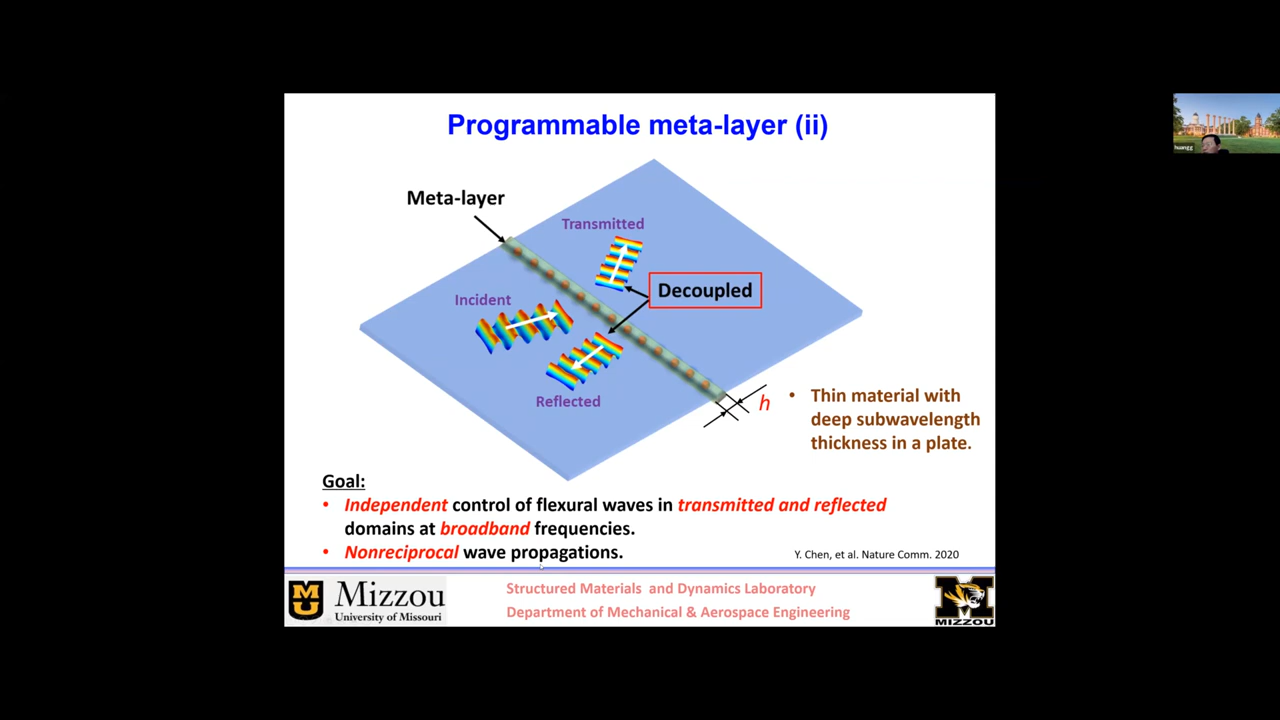 Programmable meta-layer (ii)
Meta-layer
Transmitted
Decoupled
Incident
Reflected
h
• Thin material with
deep subwavelength
thickness in a plate.
Goal:
• Independent control of flexural waves in transmitted and reflected
domains at broadband frequencies.
• Nonreciprocal wave propagations.
Y. Chen, et al. Nature Comm. 2020
MU
Mizzou
University of Missouri
Structured Materials and Dynamics Laboratory
Department of Mechanical & Aerospace Engineering
MIZZOU
huangg